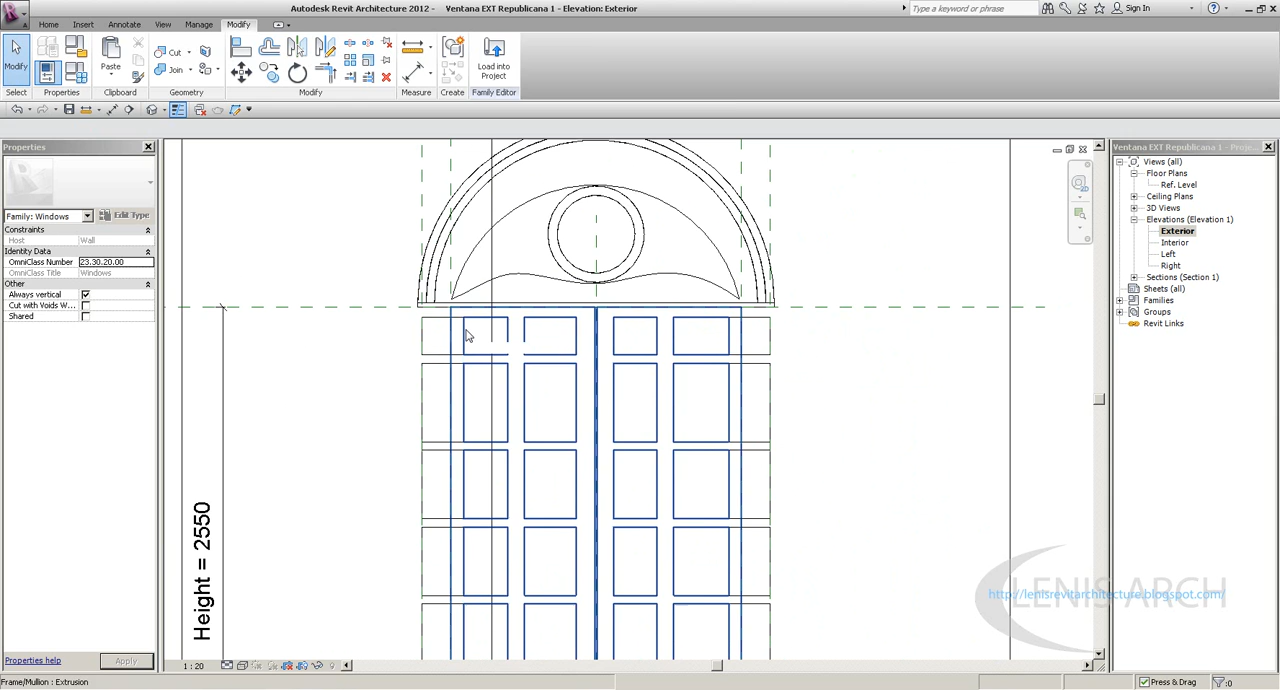 Autodesk Revit Architecture 2012 - Ventana EXT Republicana 1 - Elevation: Exterior
Type a keyword or phrase
Sign In
Home Insert Annotate View Manage Modify
Modify
Paste
Cut
Join
Load into
Project
Select Properties Clipboard Geometry Modify Measure Create Family Editor
Properties
Family: Windows
Edit Type
Constraints
Host Wall
Identity Data
OmniClass Number 23.30.20.00
OmniClass Title Windows
Other
Always vertical
Cut with Voids W...
Shared
Properties help
Apply
Height = 2550
1 : 20
Ventana EXT Republicana 1 - Proje...
Views (all)
Floor Plans
Ref. Level
Ceiling Plans
3D Views
Elevations (Elevation 1)
Exterior
Interior
Left
Right
Sections (Section 1)
Sheets (all)
Families
Groups
Revit Links
LENIS ARCH
http://lenisrevitarchitecture.blogspot.com/
Frame/Mullion : Extrusion
Press & Drag
:0